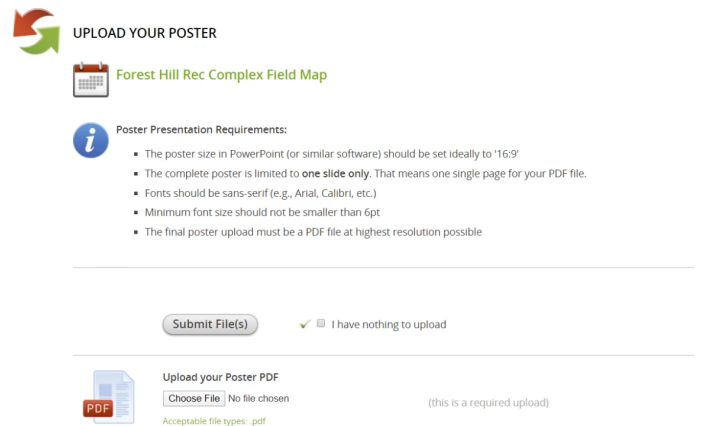 UPLOAD YOUR POSTER
Forest Hill Rec Complex Field Map
i
Poster Presentation Requirements:
The poster size in PowerPoint (or similar software) should be set ideally to '16:9'
The complete poster is limited to one slide only. That means one single page for your PDF file.
Fonts should be sans-serif (e.g., Arial, Calibri, etc.)
Minimum font size should not be smaller than 6pt
The final poster upload must be a PDF file at highest resolution possible
Submit File(s) I have nothing to upload
Upload your Poster PDF
Choose File No file chosen (this is a required upload)
PDF
Acceptable file types: .pdf